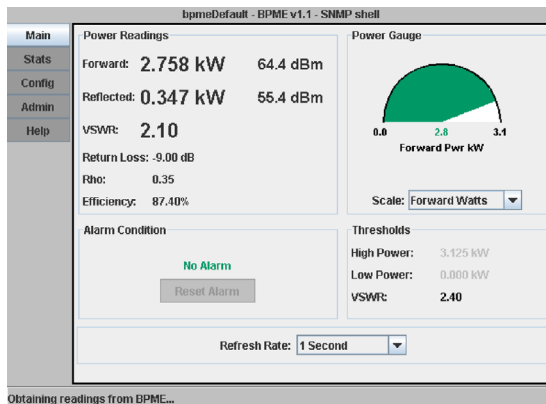 bpmeDefault - BPME v1.1 - SNMP shell
Main
Stats
Config
Admin
Help
Power Readings
Forward: 2.758 kW 64.4 dBm
Reflected: 0.347 kW 55.4 dBm
VSWR: 2.10
Return Loss: -9.00 dB
Rho: 0.35
Efficiency: 87.40%
Power Gauge
0.0 2.8 3.1
Forward Pwr kW
Scale: Forward Watts
Alarm Condition
No Alarm
Reset Alarm
Thresholds
High Power: 3.125 kW
Low Power: 0.000 kW
VSWR: 2.40
Refresh Rate: 1 Second
Obtaining readings from BPME...